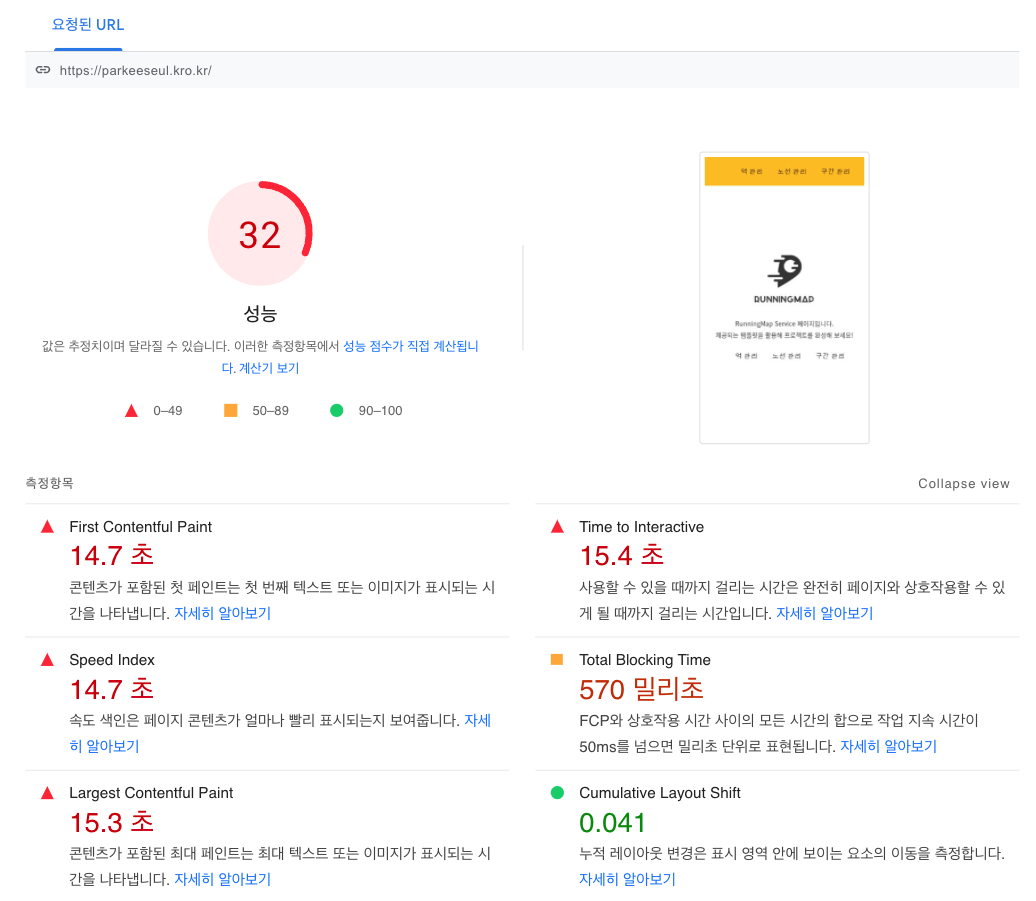 요청된 URL
https://parkeeseul.kro.kr/
32
성능
값은 추정치이며 달라질 수 있습니다. 이러한 측정항목에서 성능 점수가 직접 계산됩니
다. 계산기 보기
0–49
50–89
90–100
역 관리 노선 관리 구간 관리
RUNNINGMAP
RunningMap Service 페이지입니다.
제공되는 템플릿을 활용해 프로젝트를 완성해 보세요!
역 관리 노선 관리 구간 관리
측정항목
Collapse view
First Contentful Paint
14.7 초
콘텐츠가 포함된 첫 페인트는 첫 번째 텍스트 또는 이미지가 표시되는 시
간을 나타냅니다. 자세히 알아보기
Time to Interactive
15.4 초
사용할 수 있을 때까지 걸리는 시간은 완전히 페이지와 상호작용할 수 있
게 될 때까지 걸리는 시간입니다. 자세히 알아보기
Speed Index
14.7 초
속도 색인은 페이지 콘텐츠가 얼마나 빨리 표시되는지 보여줍니다. 자세
히 알아보기
Total Blocking Time
570 밀리초
FCP와 상호작용 시간 사이의 모든 시간의 합으로 작업 지속 시간이
50ms를 넘으면 밀리초 단위로 표현됩니다. 자세히 알아보기
Largest Contentful Paint
15.3 초
콘텐츠가 포함된 최대 페인트는 최대 텍스트 또는 이미지가 표시되는 시
간을 나타냅니다. 자세히 알아보기
Cumulative Layout Shift
0.041
누적 레이아웃 변경은 표시 영역 안에 보이는 요소의 이동을 측정합니다.
자세히 알아보기